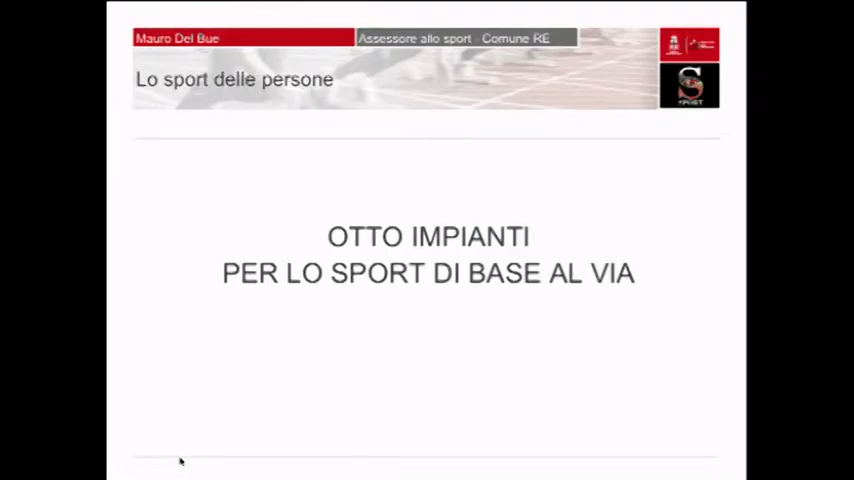 Mauro Del Bue
Assessore allo sport - Comune RE
Lo sport delle persone
OTTO IMPIANTI
PER LO SPORT DI BASE AL VIA